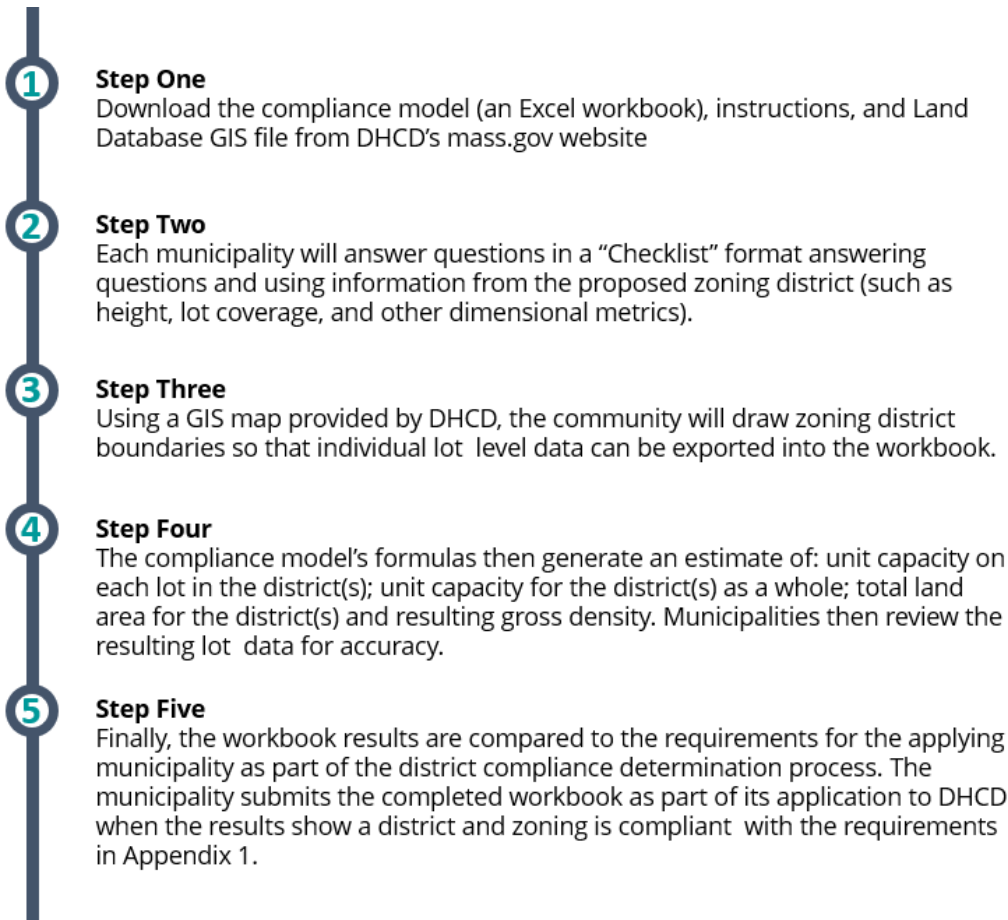 1
Step One
Download the compliance model (an Excel workbook), instructions, and Land
Database GIS file from DHCD's mass.gov website
2
Step Two
Each municipality will answer questions in a “Checklist” format answering
questions and using information from the proposed zoning district (such as
height, lot coverage, and other dimensional metrics).
3
Step Three
Using a GIS map provided by DHCD, the community will draw zoning district
boundaries so that individual lot  level data can be exported into the workbook.
4
Step Four
The compliance model’s formulas then generate an estimate of: unit capacity on
each lot in the district(s); unit capacity for the district(s) as a whole; total land
area for the district(s) and resulting gross density. Municipalities then review the
resulting lot  data for accuracy.
5
Step Five
Finally, the workbook results are compared to the requirements for the applying
municipality as part of the district compliance determination process. The
municipality submits the completed workbook as part of its application to DHCD
when the results show a district and zoning is compliant  with the requirements
in Appendix 1.